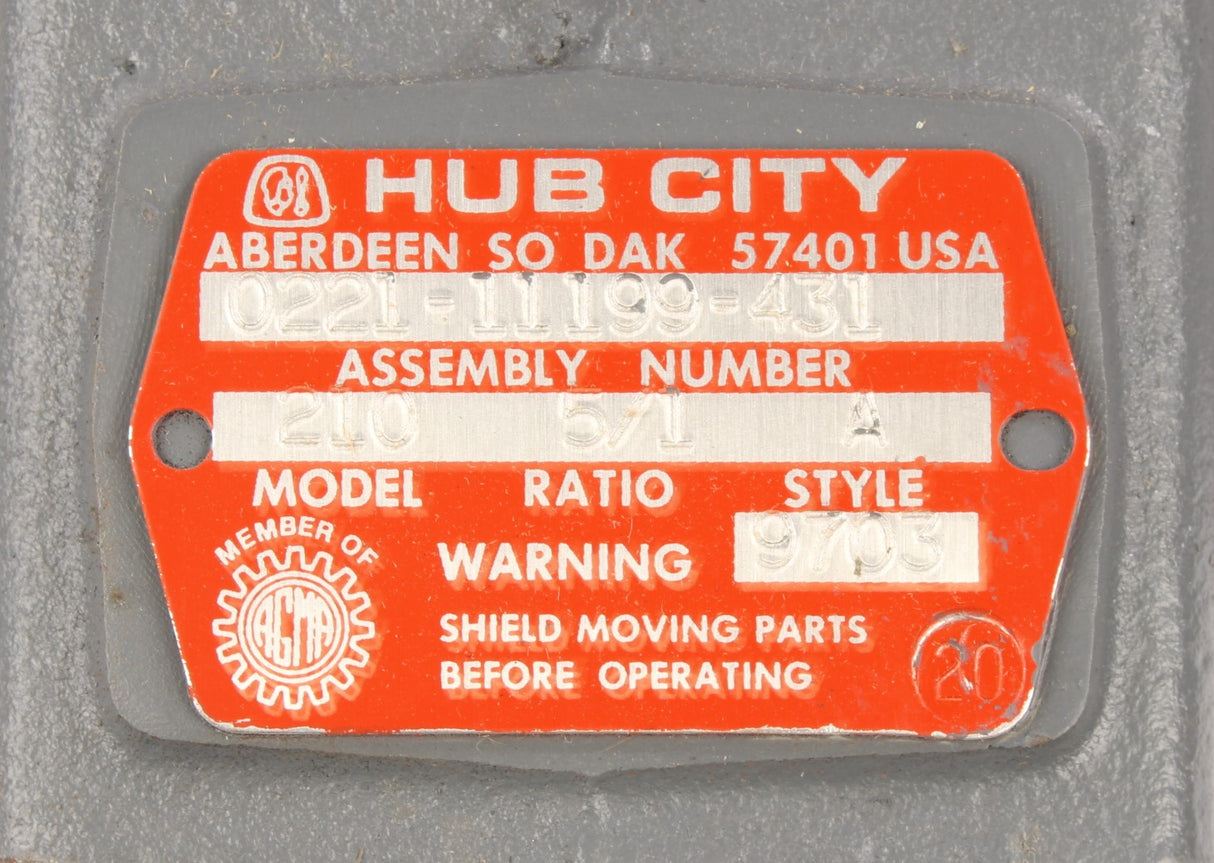 HUB CITY
ABERDEEN SO DAK 57401 USA
0221-11199-431
ASSEMBLY NUMBER
210 5/1 A
MODEL RATIO STYLE
9703
MEMBER OF
AGMA
WARNING
SHIELD MOVING PARTS
BEFORE OPERATING
20